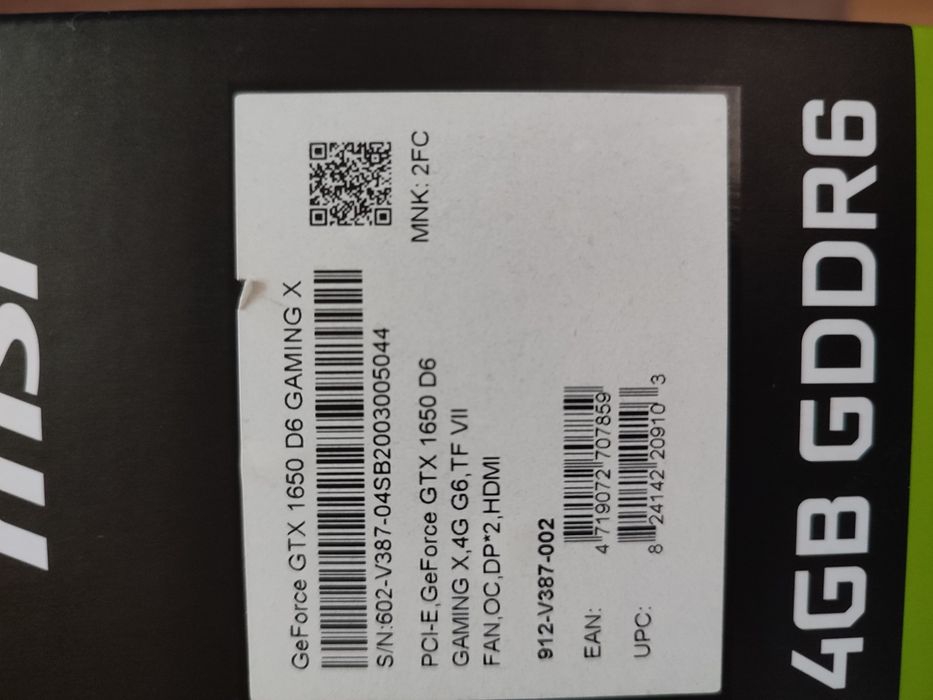 msi
GeForce GTX 1650 D6 GAMING X
S/N:602-V387-04SB2003005044
MNK: 2FC
PCI-E,GeForce GTX 1650 D6
GAMING X,4G G6,TF VII
FAN,OC,DP*2,HDMI
912-V387-002
EAN:
4 719072 707859
UPC:
8 24142 20910 3
4GB GDDR6